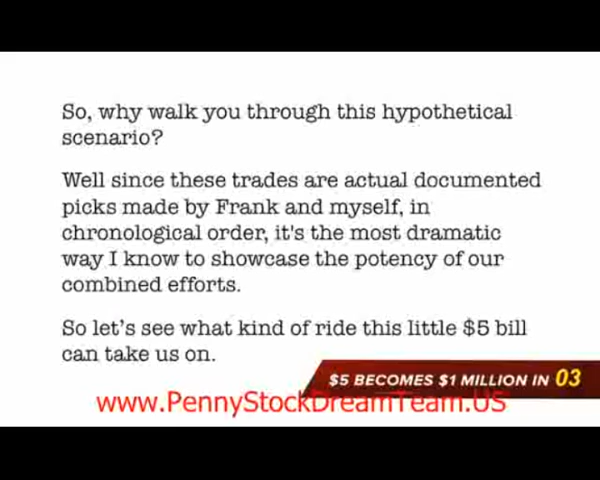 So, why walk you through this hypothetical
scenario?
Well since these trades are actual documented
picks made by Frank and myself, in
chronological order, it's the most dramatic
way I know to showcase the potency of our
combined efforts.
So let's see what kind of ride this little $5 bill
can take us on.
$5 BECOMES $1 MILLION IN 03
www.PennyStockDreamTeam.US